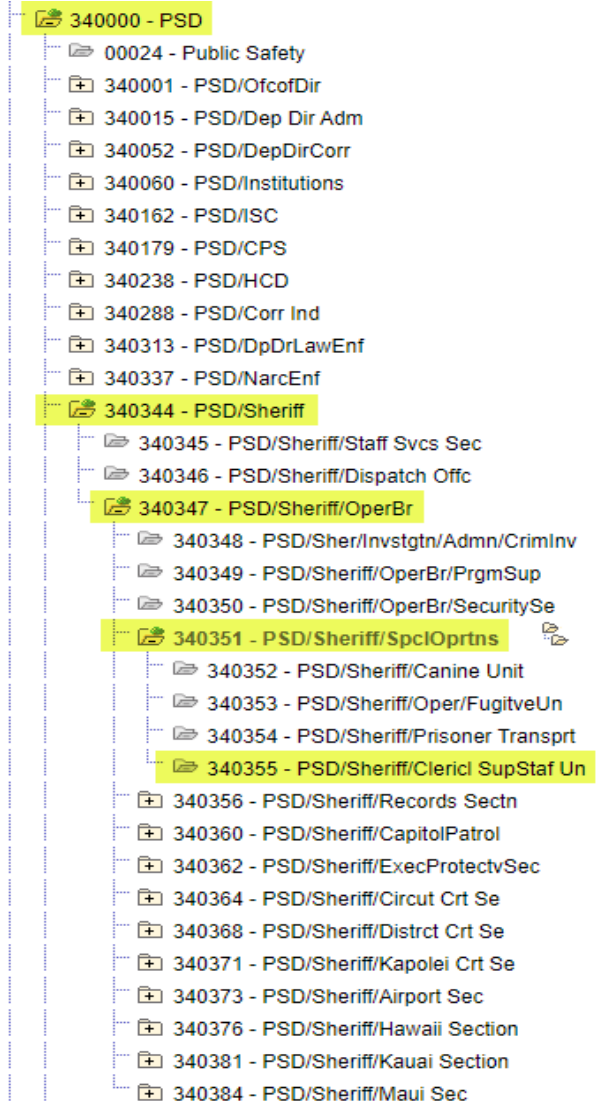 340000 - PSD
00024 - Public Safety
340001 - PSD/OfcofDir
340015 - PSD/Dep Dir Adm
340052 - PSD/DepDirCorr
340060 - PSD/Institutions
340162 - PSD/ISC
340179 - PSD/CPS
340238 - PSD/HCD
340288 - PSD/Corr Ind
340313 - PSD/DpDrLawEnf
340337 - PSD/NarcEnf
340344 - PSD/Sheriff
340345 - PSD/Sheriff/Staff Svcs Sec
340346 - PSD/Sheriff/Dispatch Offc
340347 - PSD/Sheriff/OperBr
340348 - PSD/Sher/Invstgtn/Admn/CrimInv
340349 - PSD/Sheriff/OperBr/PrgmSup
340350 - PSD/Sheriff/OperBr/SecuritySe
340351 - PSD/Sheriff/SpclOprtns
340352 - PSD/Sheriff/Canine Unit
340353 - PSD/Sheriff/Oper/FugitveUn
340354 - PSD/Sheriff/Prisoner Transprt
340355 - PSD/Sheriff/Clericl SupStaf Un
340356 - PSD/Sheriff/Records Sectn
340360 - PSD/Sheriff/CapitolPatrol
340362 - PSD/Sheriff/ExecProtectvSec
340364 - PSD/Sheriff/Circut Crt Se
340368 - PSD/Sheriff/Distrct Crt Se
340371 - PSD/Sheriff/Kapolei Crt Se
340373 - PSD/Sheriff/Airport Sec
340376 - PSD/Sheriff/Hawaii Section
340381 - PSD/Sheriff/Kauai Section
340384 - PSD/Sheriff/Maui Sec